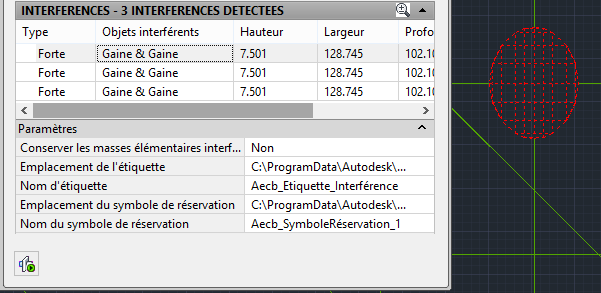 INTERFERENCES - 3 INTERFERENCES DETECTEES
Type Objets interférents Hauteur Largeur Profo
Forte Gaine & Gaine 7.501 128.745 102.10
Forte Gaine & Gaine 7.501 128.745 102.10
Forte Gaine & Gaine 7.501 128.745 102.10
Paramètres
Conserver les masses élémentaires interf... Non
Emplacement de l'étiquette C:\ProgramData\Autodesk\...
Nom d'étiquette Aecb_Etiquette_Interférence
Emplacement du symbole de réservation C:\ProgramData\Autodesk\...
Nom du symbole de réservation Aecb_SymboleRéservation_1